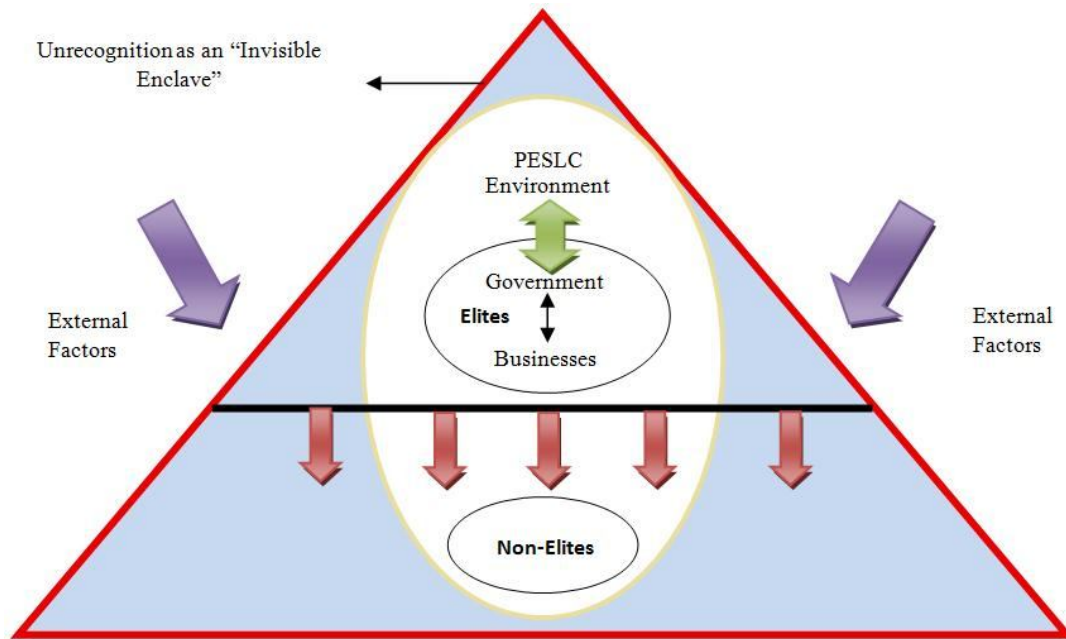 Unrecognition as an “Invisible
Enclave”
PESLC
Environment
Government
Elites
Businesses
External
Factors
External
Factors
Non-Elites